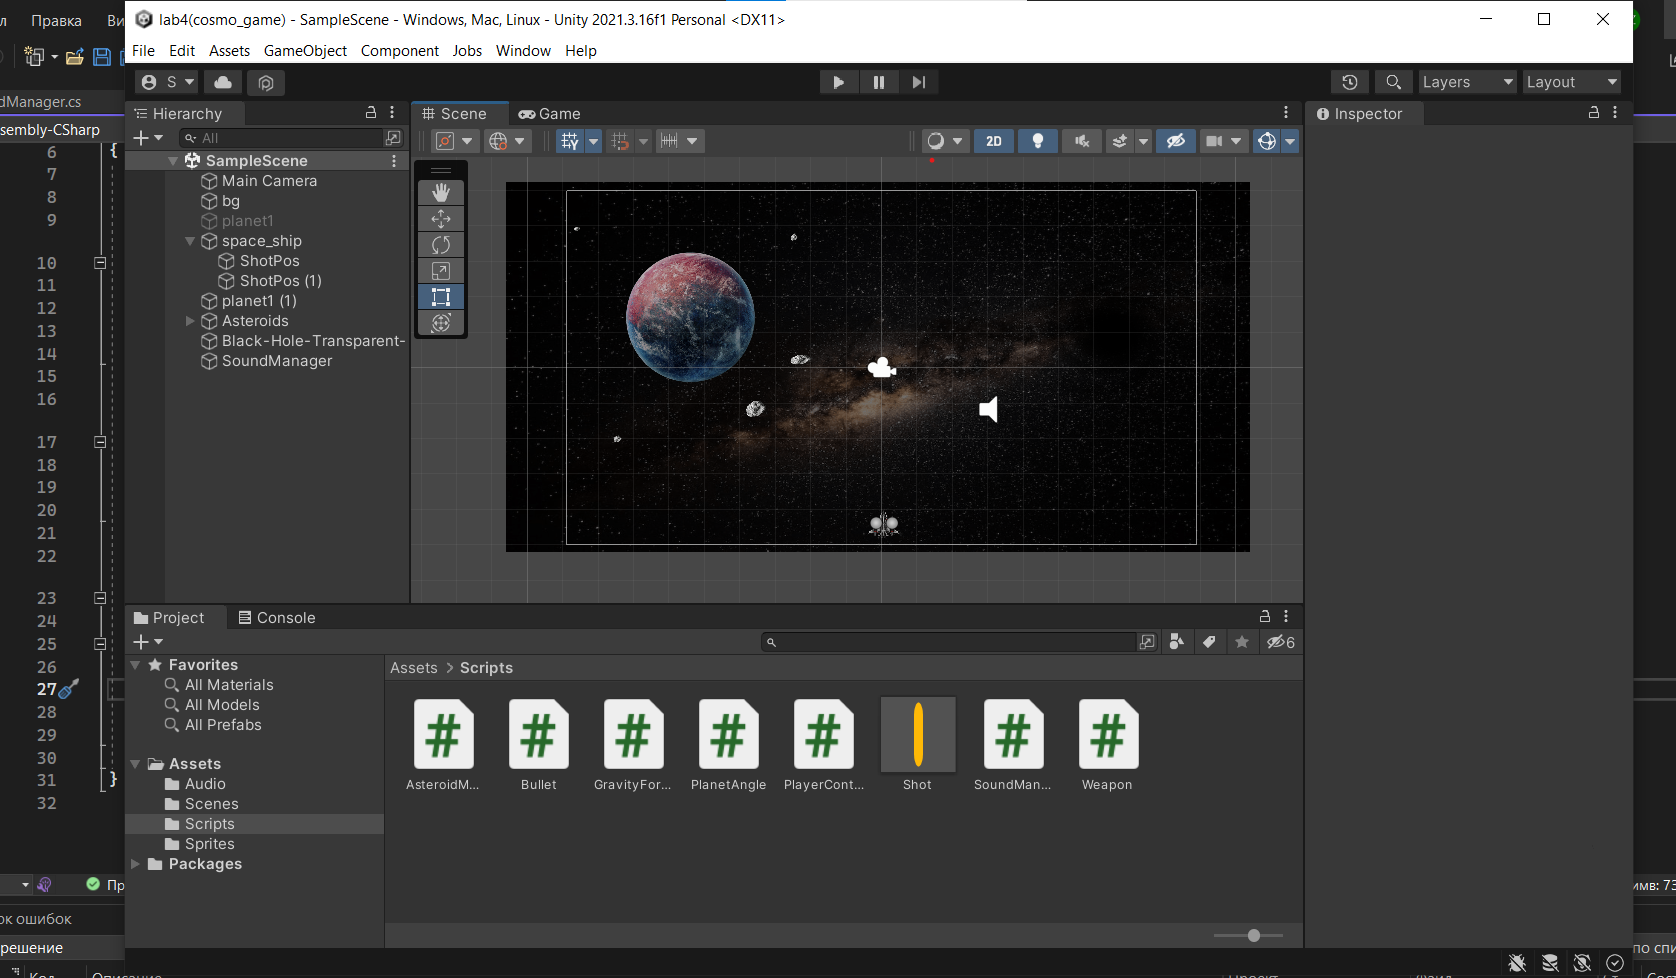 lab4(cosmo_game) - SampleScene - Windows, Mac, Linux - Unity 2021.3.16f1 Personal <DX11>
л Правка Ви
File Edit Assets GameObject Component Jobs Window Help
S
Layers Layout
dManager.cs
Hierarchy
Scene Game
Inspector
sembly-CSharp
All
2D
SampleScene
Main Camera
bg
planet1
space_ship
ShotPos
ShotPos (1)
planet1 (1)
Asteroids
Black-Hole-Transparent-
SoundManager
6 {
7
8
9
10
11
12
13
14
15
16
17
18
19
20
21
22
23
24
25
26
27
28
29
30
31 }
32
Project Console
6
Favorites
All Materials
All Models
All Prefabs
Assets
Audio
Scenes
Scripts
Sprites
Packages
Assets > Scripts
AsteroidM... Bullet GravityFor... PlanetAngle PlayerCont... Shot SoundMan... Weapon
Пр
имв: 73
ок ошибок
решение
по спи
Код Описание
Проект